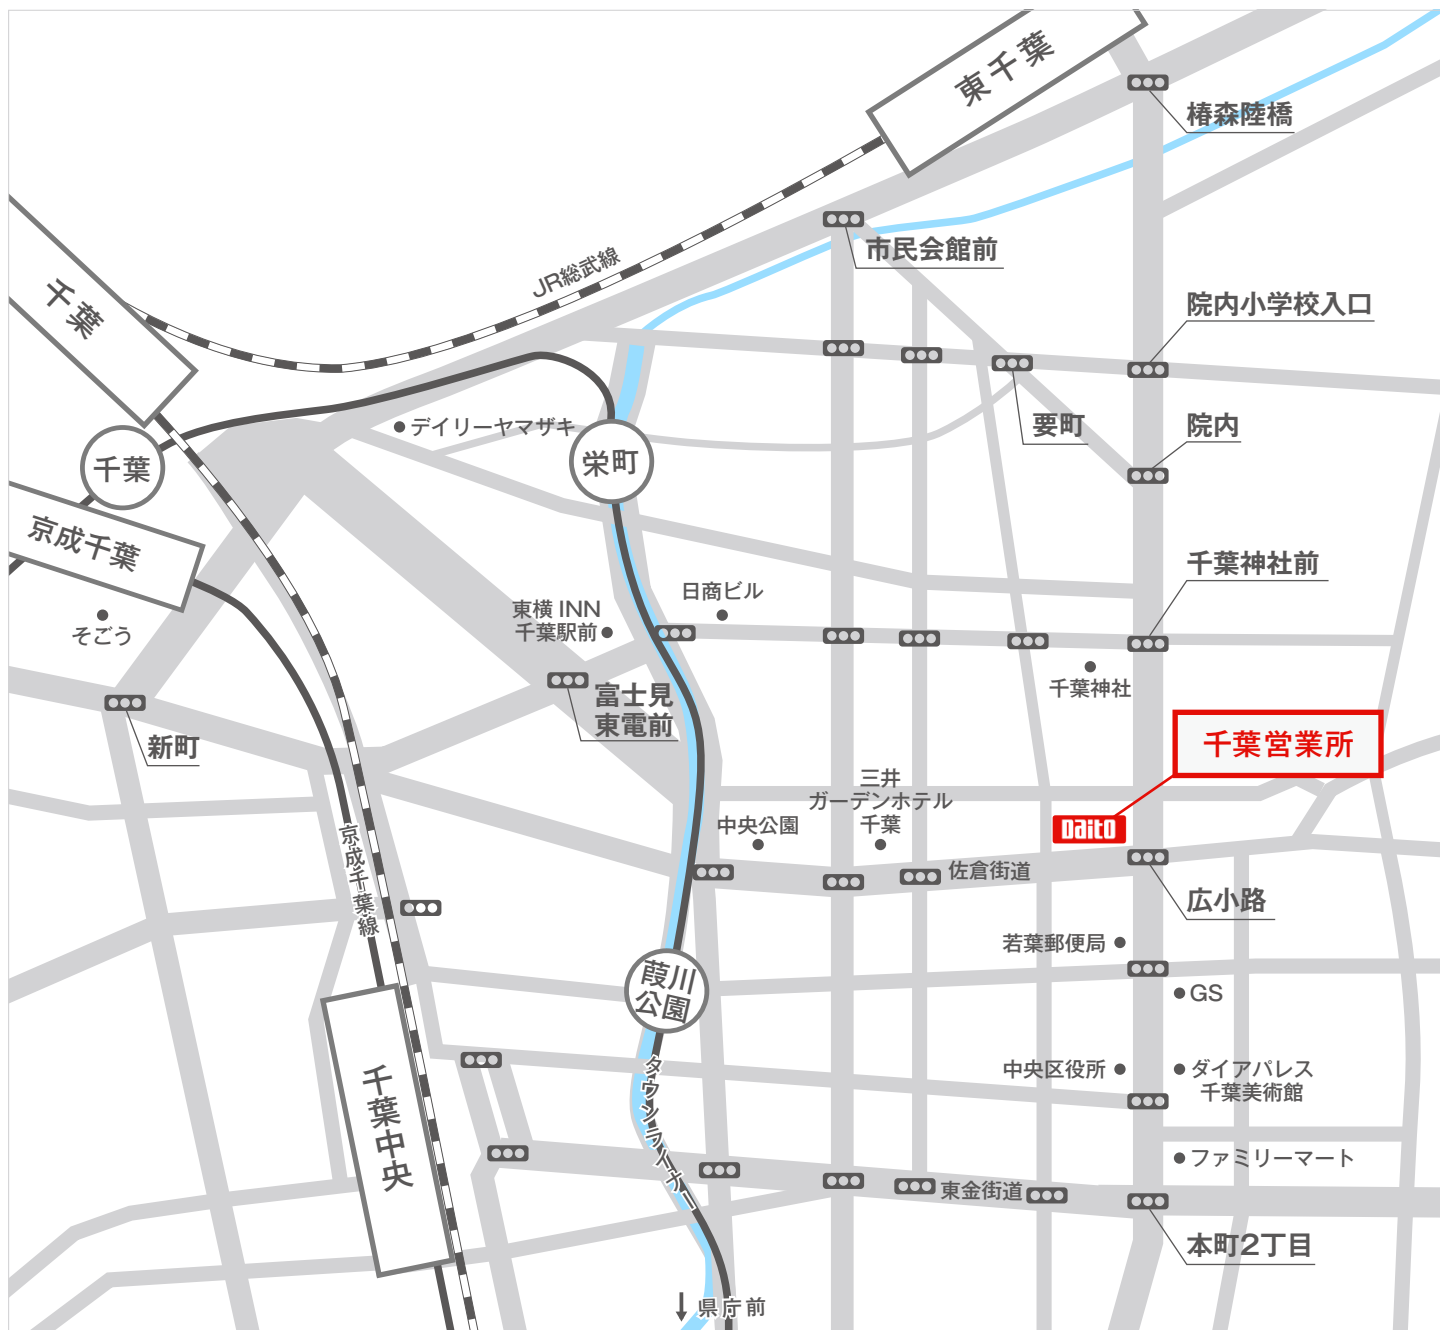 東千葉
椿森陸橋
市民会館前
JR総武線
千葉
院内小学校入口
デイリーヤマザキ
要町
院内
千葉
栄町
京成千葉
千葉神社前
日商ビル
東横 INN
千葉駅前
そごう
千葉神社
富士見
東電前
新町
千葉営業所
三井
ガーデンホテル
千葉
中央公園
Daito
京成千葉線
佐倉街道
広小路
若葉郵便局
葭川
公園
GS
中央区役所
ダイアパレス
千葉美術館
タウンライナー
千葉中央
ファミリーマート
東金街道
本町2丁目
県庁前